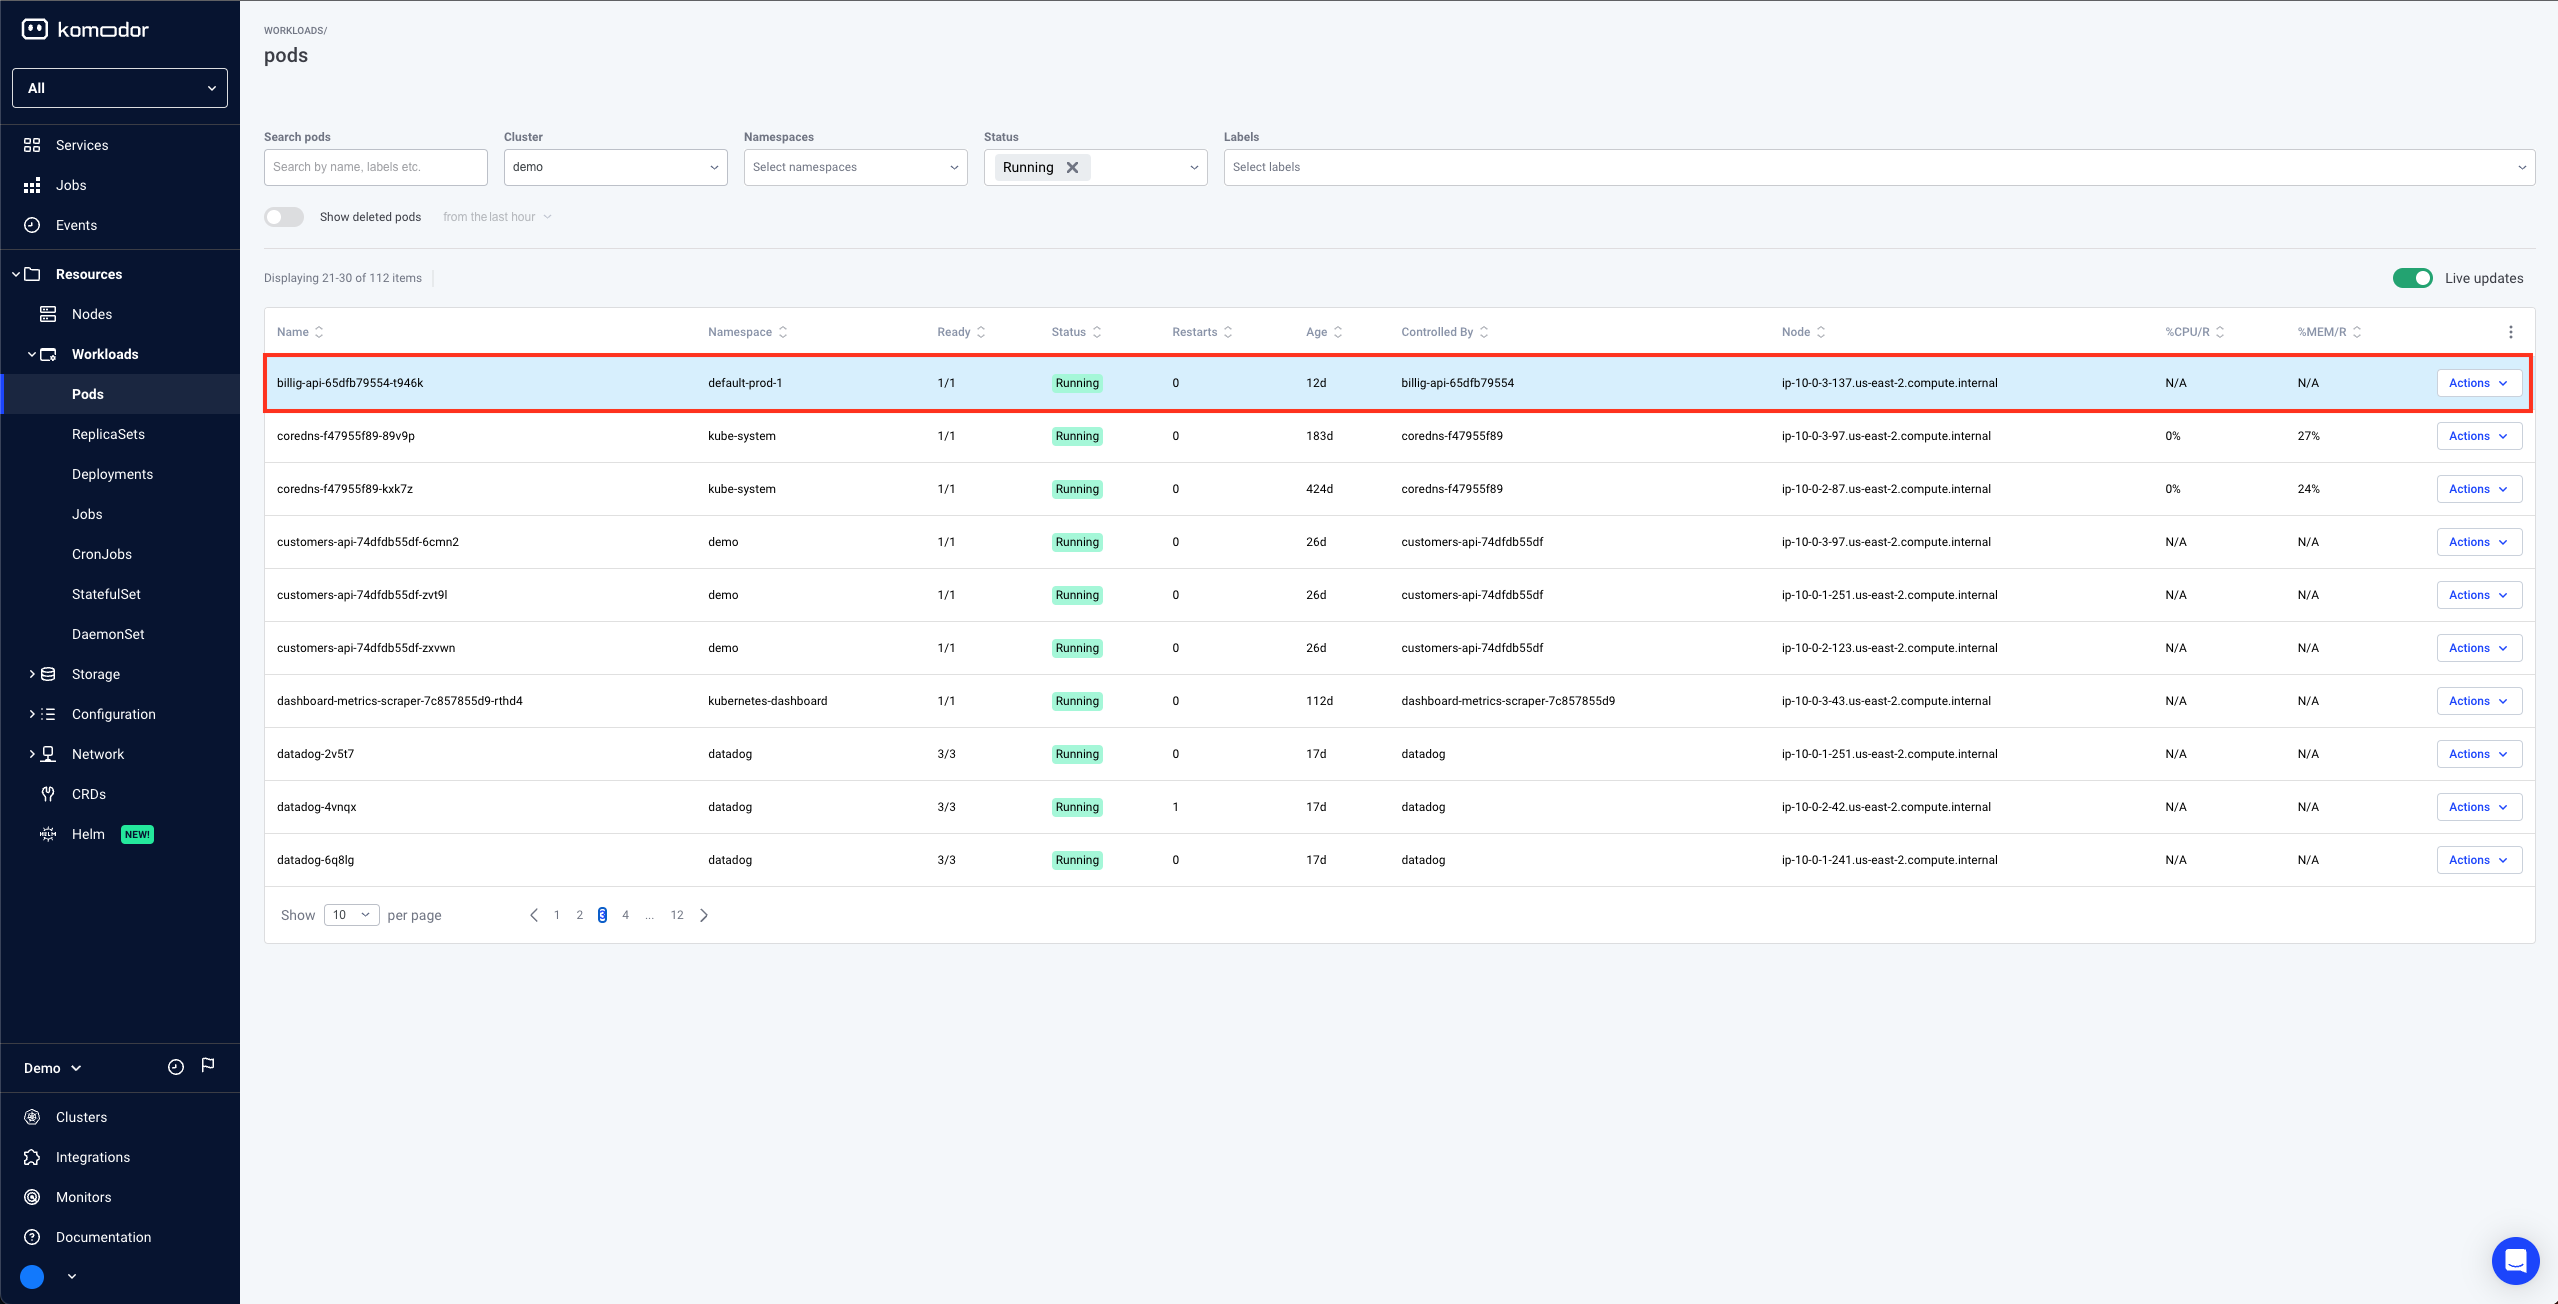 komodor
All
Services
Jobs
Events
Resources
Nodes
Workloads
Pods
ReplicaSets
Deployments
Jobs
CronJobs
StatefulSet
DaemonSet
Storage
Configuration
Network
CRDs
HELM Helm NEW!
Demo
Clusters
Integrations
Monitors
Documentation
WORKLOADS/
pods
Search pods Cluster Namespaces Status Labels
Search by name, labels etc. demo Select namespaces Running Select labels
Show deleted pods from the last hour
Displaying 21-30 of 112 items Live updates
Name Namespace Ready Status Restarts Age Controlled By Node %CPU/R %MEM/R
billig-api-65dfb79554-t946k default-prod-1 1/1 Running 0 12d billig-api-65dfb79554 ip-10-0-3-137.us-east-2.compute.internal N/A N/A Actions
coredns-f47955f89-89v9p kube-system 1/1 Running 0 183d coredns-f47955f89 ip-10-0-3-97.us-east-2.compute.internal 0% 27% Actions
coredns-f47955f89-kxk7z kube-system 1/1 Running 0 424d coredns-f47955f89 ip-10-0-2-87.us-east-2.compute.internal 0% 24% Actions
customers-api-74dfdb55df-6cmn2 demo 1/1 Running 0 26d customers-api-74dfdb55df ip-10-0-3-97.us-east-2.compute.internal N/A N/A Actions
customers-api-74dfdb55df-zvt9l demo 1/1 Running 0 26d customers-api-74dfdb55df ip-10-0-1-251.us-east-2.compute.internal N/A N/A Actions
customers-api-74dfdb55df-zxvwn demo 1/1 Running 0 26d customers-api-74dfdb55df ip-10-0-2-123.us-east-2.compute.internal N/A N/A Actions
dashboard-metrics-scraper-7c857855d9-rthd4 kubernetes-dashboard 1/1 Running 0 112d dashboard-metrics-scraper-7c857855d9 ip-10-0-3-43.us-east-2.compute.internal N/A N/A Actions
datadog-2v5t7 datadog 3/3 Running 0 17d datadog ip-10-0-1-251.us-east-2.compute.internal N/A N/A Actions
datadog-4vnqx datadog 3/3 Running 1 17d datadog ip-10-0-2-42.us-east-2.compute.internal N/A N/A Actions
datadog-6q8lg datadog 3/3 Running 0 17d datadog ip-10-0-1-241.us-east-2.compute.internal N/A N/A Actions
Show 10 per page 1 2 3 4 ... 12